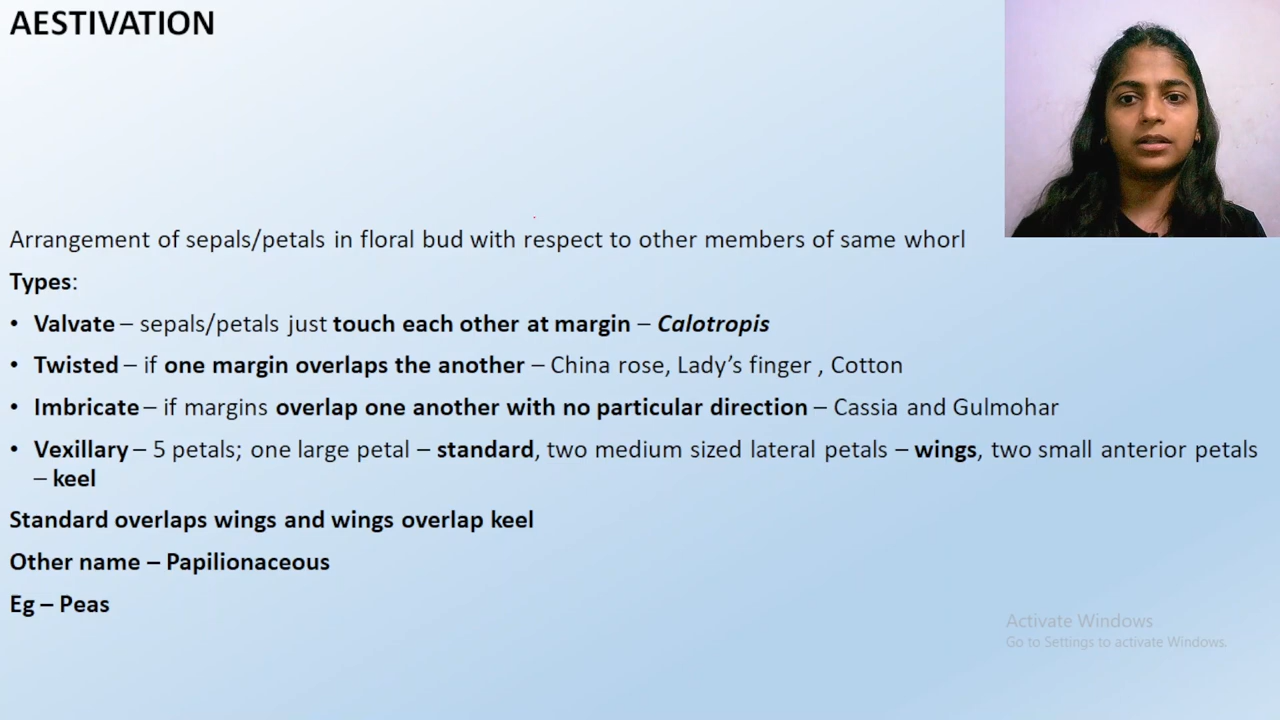 AESTIVATION
Arrangement of sepals/petals in floral bud with respect to other members of same whorl
Types:
• Valvate – sepals/petals just touch each other at margin – Calotropis
• Twisted – if one margin overlaps the another – China rose, Lady’s finger , Cotton
• Imbricate – if margins overlap one another with no particular direction – Cassia and Gulmohar
• Vexillary – 5 petals; one large petal – standard, two medium sized lateral petals – wings, two small anterior petals
– keel
Standard overlaps wings and wings overlap keel
Other name – Papilionaceous
Eg – Peas
Activate Windows
Go to Settings to activate Windows.